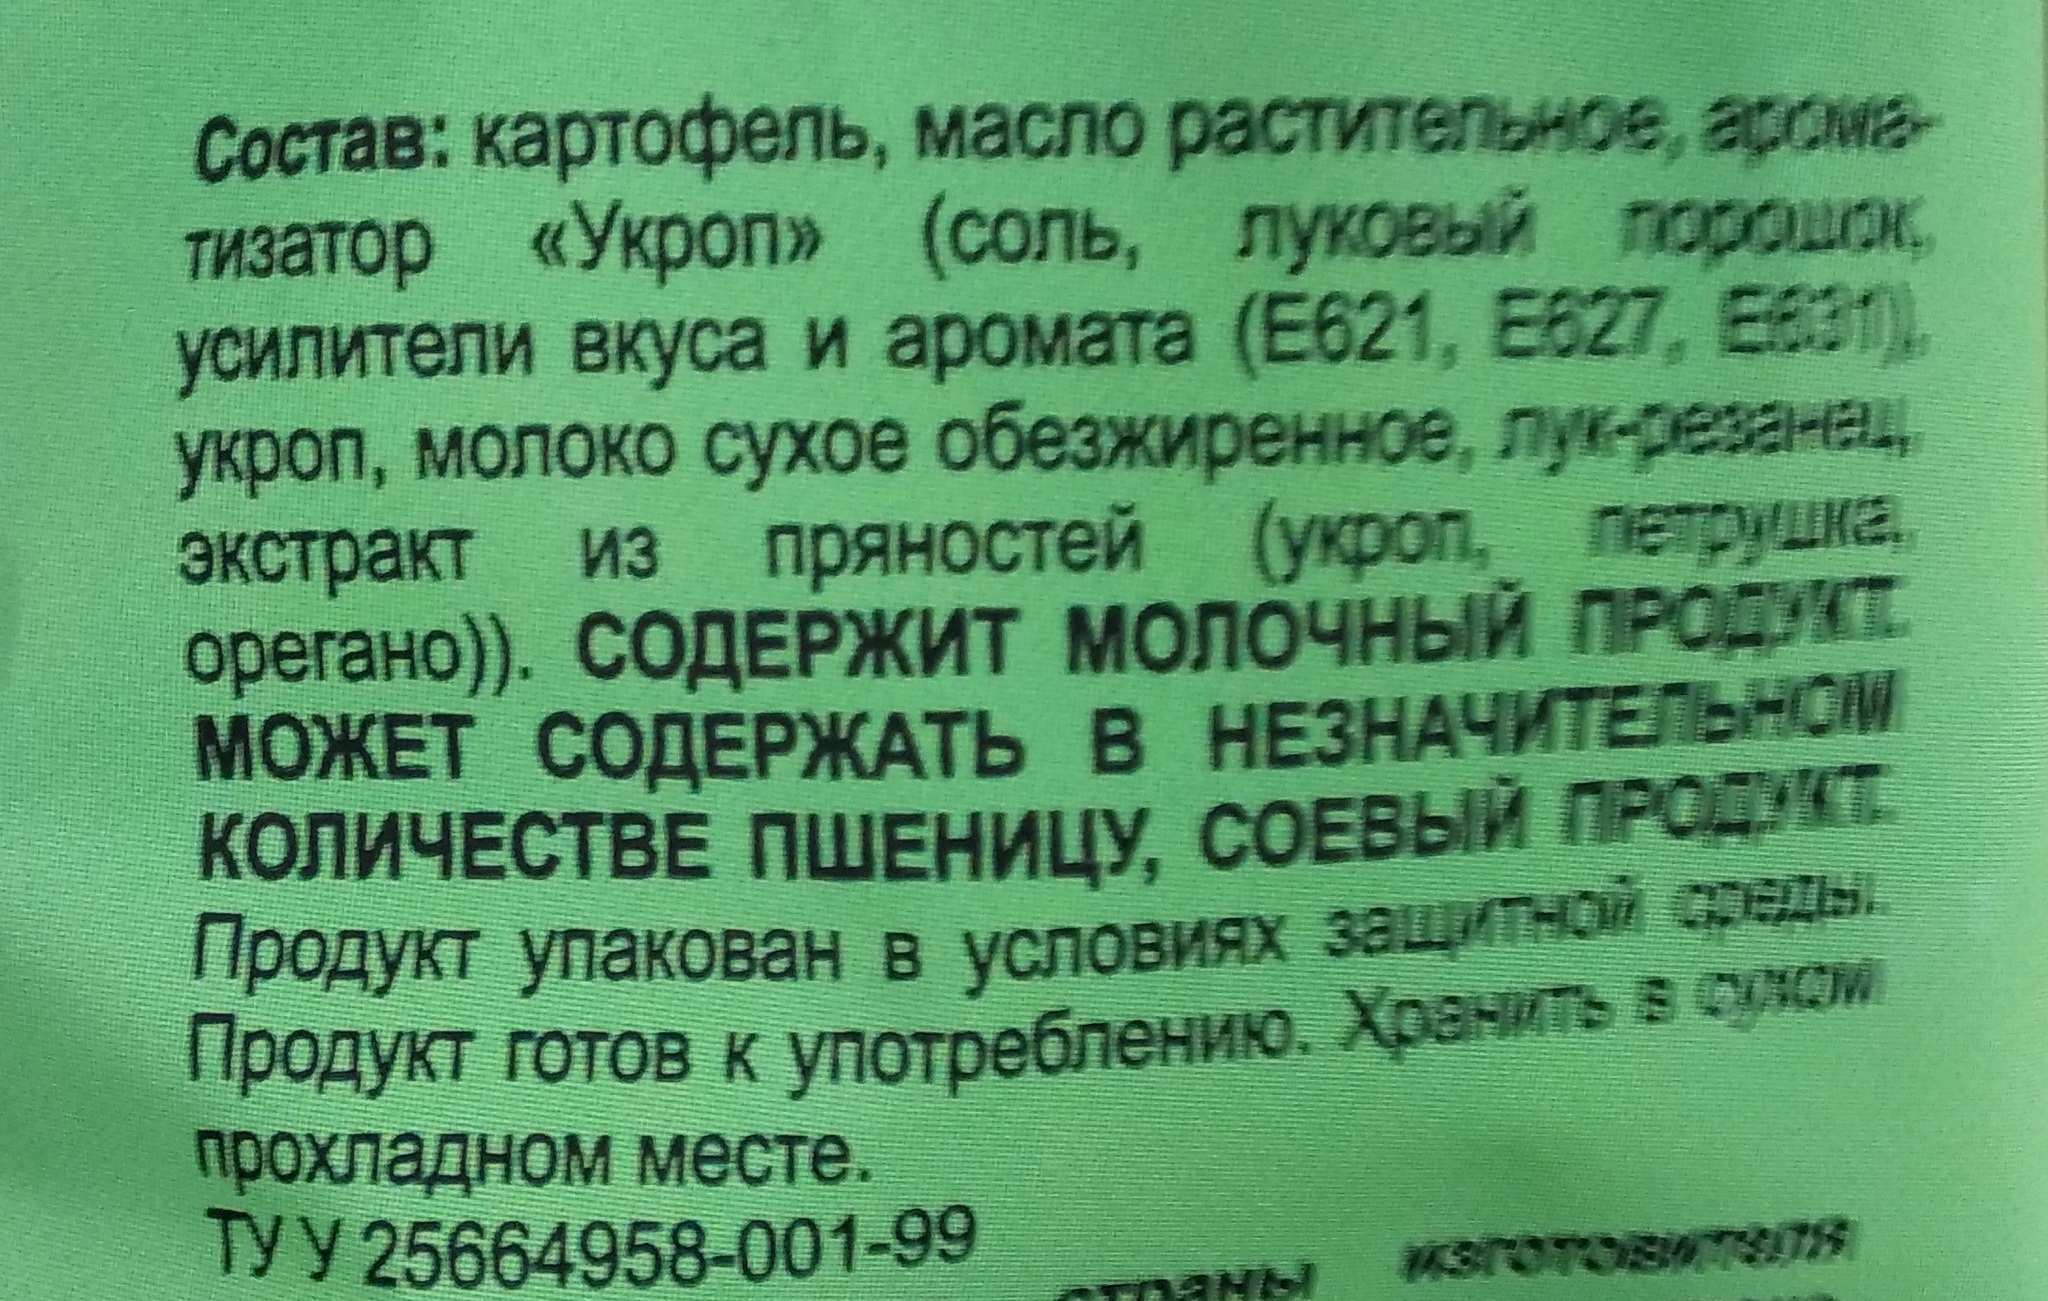 Состав: картофель, масло растительное, арома-
тизатор «Укроп» (соль, луковый порошок,
усилители вкуса и аромата (Е621, Е627, Е631)),
укроп, молоко сухое обезжиренное, лук-резанец,
экстракт из пряностей (укроп, петрушка,
орегано)). СОДЕРЖИТ МОЛОЧНЫЙ ПРОДУКТ.
МОЖЕТ СОДЕРЖАТЬ В НЕЗНАЧИТЕЛЬНОМ
КОЛИЧЕСТВЕ ПШЕНИЦУ, СОЕВЫЙ ПРОДУКТ.
Продукт упакован в условиях защитной среды.
Продукт готов к употреблению. Хранить в сухом
прохладном месте.
ТУ У 25664958-001-99
страны изготовителя